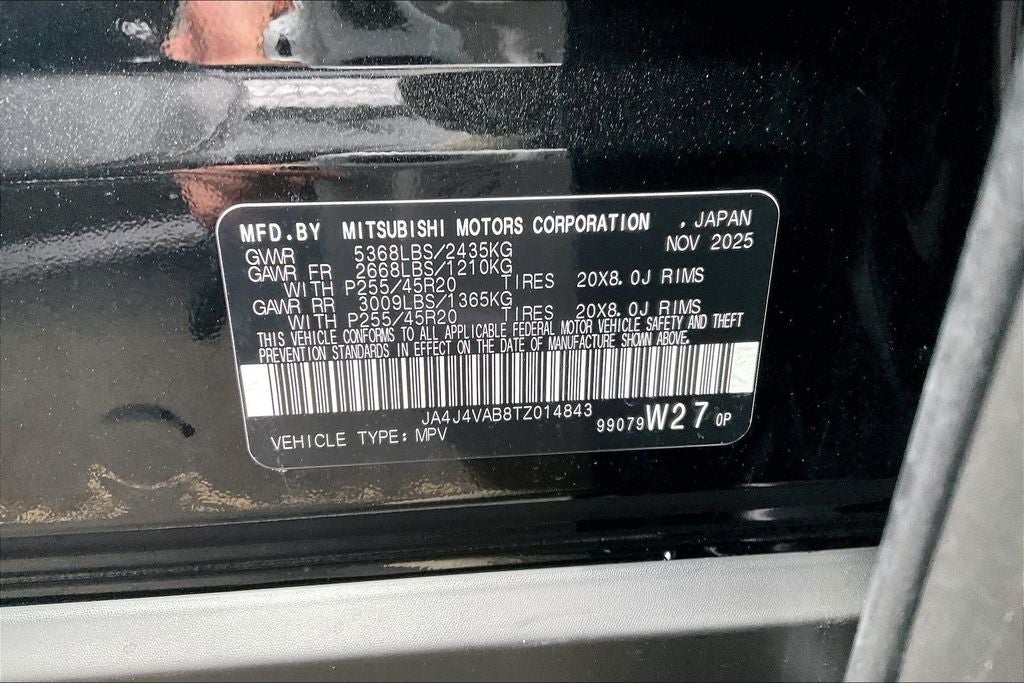 MFD.BY MITSUBISHI MOTORS CORPORATION . JAPAN
NOV 2025
GWWR 5368LBS/2435KG
GAWR FR 2668LBS/1210KG
WITH P255/45R20 TIRES 20X8.0J RIMS
GAWR RR 3009LBS/1365KG
WITH P255/45R20 TIRES 20X8.0J RIMS
THIS VEHICLE CONFORMS TO ALL APPLICABLE FEDERAL MOTOR VEHICLE SAFETY AND THEFT
PREVENTION STANDARDS IN EFFECT ON THE DATE OF MANUFACTURE SHOWN ABOVE.
JA4J4VAB8TZ014843
VEHICLE TYPE: MPV 99079W27 0P